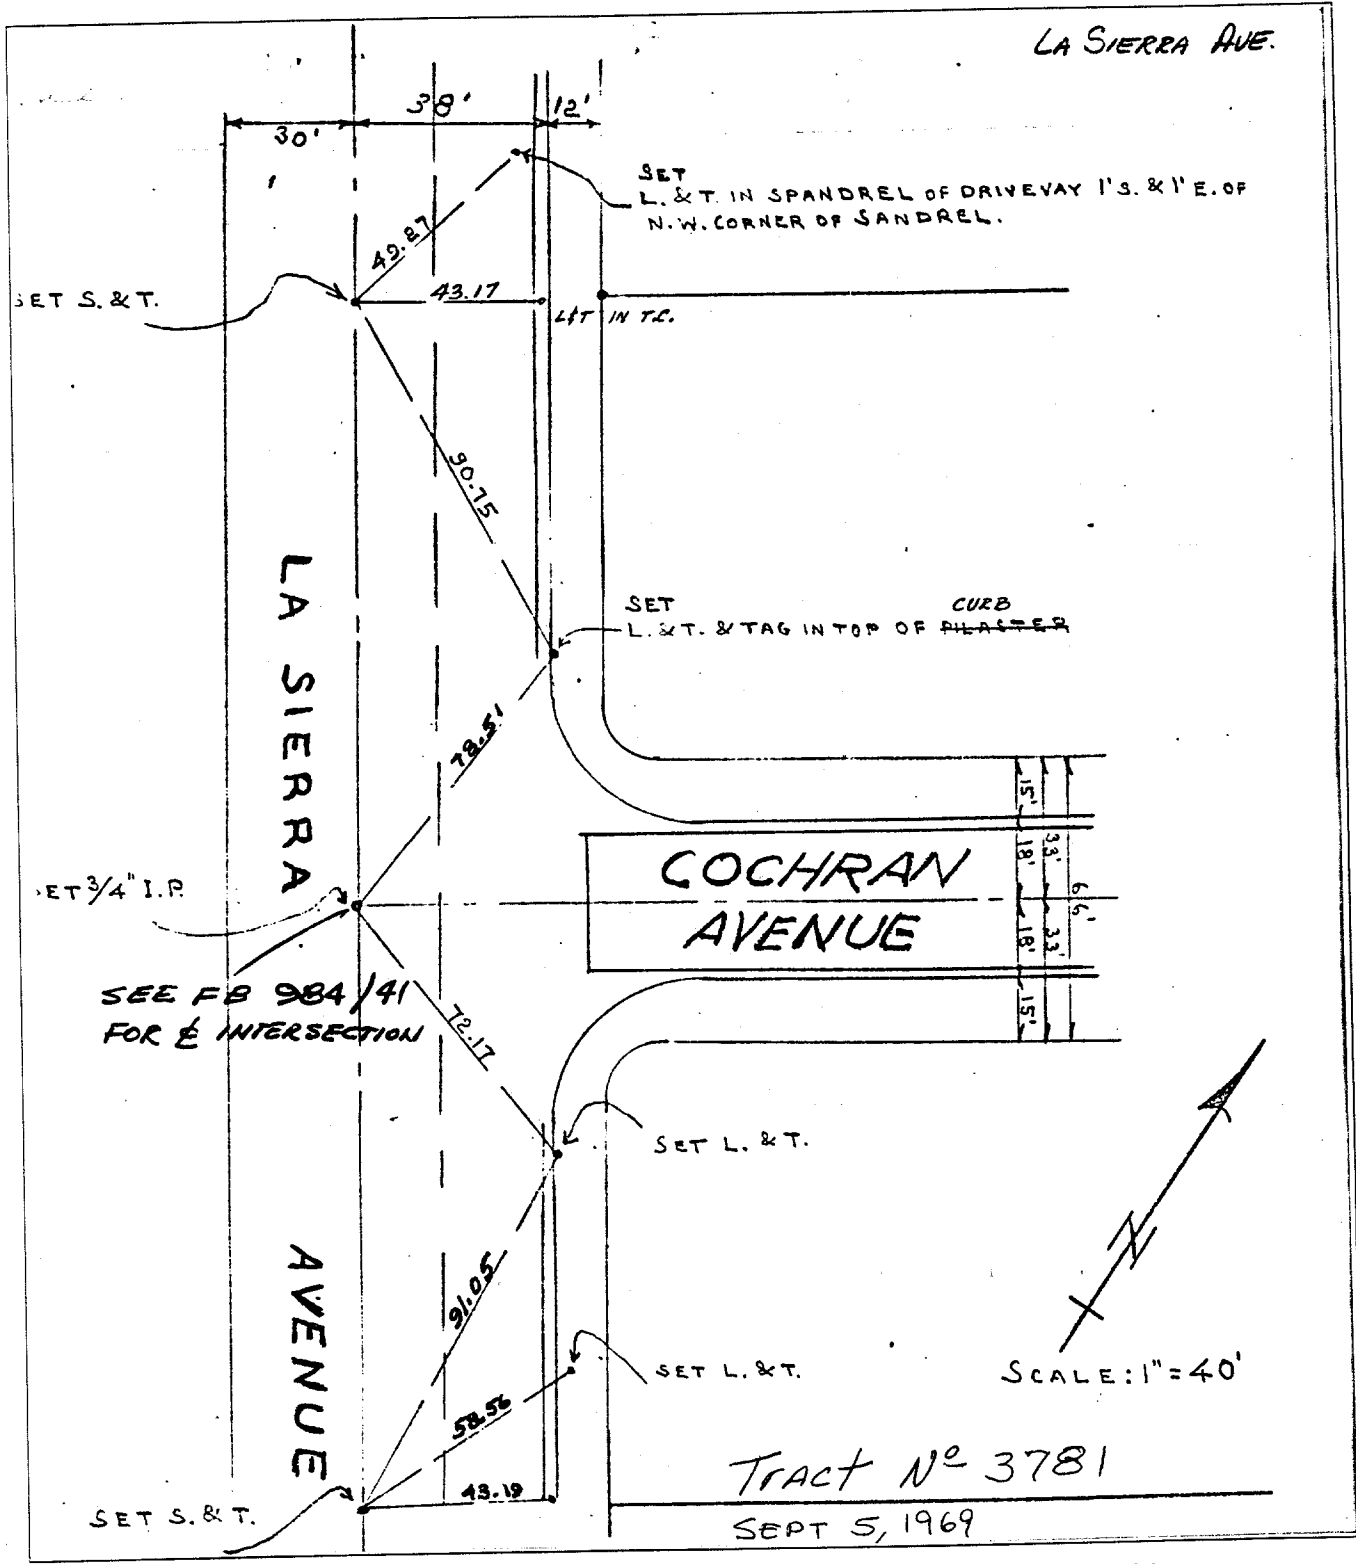 LA SIERRA AVE.
38'
12'
30'
SET
L. & T. IN SPANDREL OF DRIVEVAY 1' S. & 1' E. OF
N. W. CORNER OF SANDREL.
49.87
SET S. & T.
43.17
L&T IN T.C.
90.75
SET
CURB
L. & T. & TAG IN TOP OF PILASTER
LA SIERRA AVENUE
78.51
15'
18'
33'
66'
18'
33'
15'
COCHRAN
AVENUE
SET 3/4" I.P.
SEE FB 984/41
FOR ℄ INTERSECTION
72.17
SET L. & T.
N
91.05
SET L. & T.
SCALE: 1" = 40'
58.56
43.19
Tract Nº 3781
SET S. & T.
SEPT 5, 1969